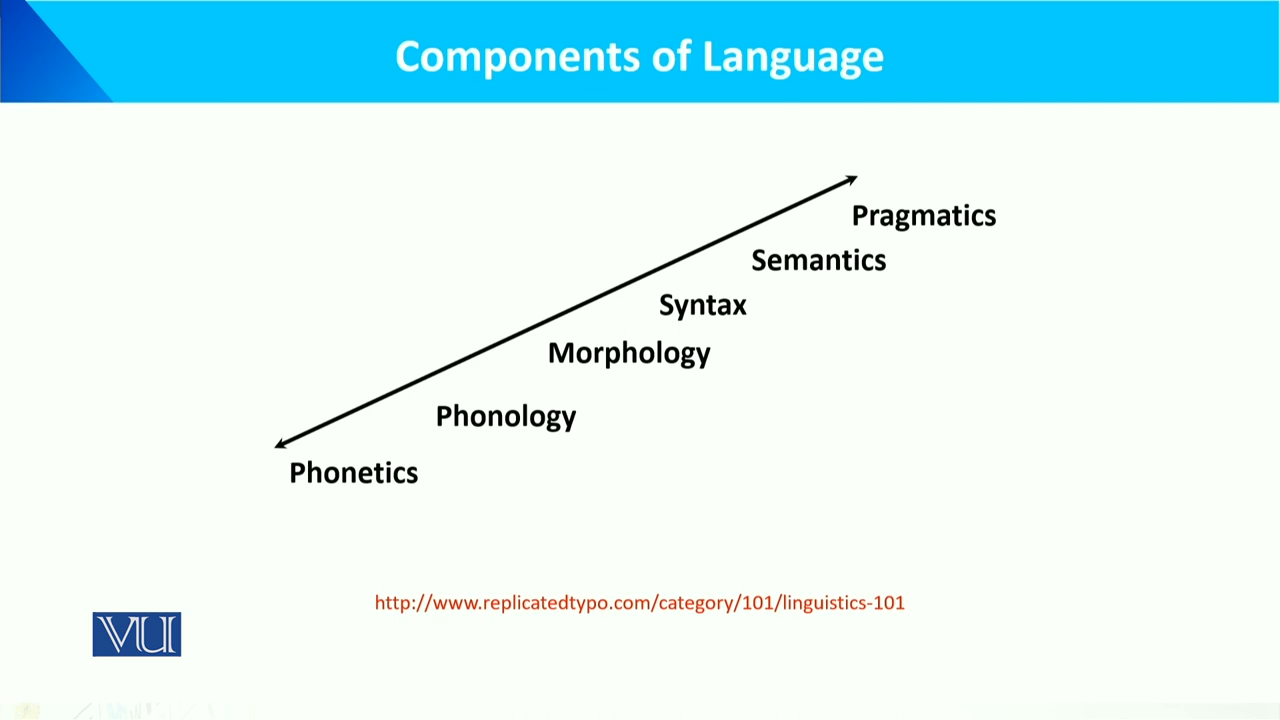 Components of Language
Pragmatics
Semantics
Syntax
Morphology
Phonology
Phonetics
http://www.replicatedtypo.com/category/101/linguistics-101
VU